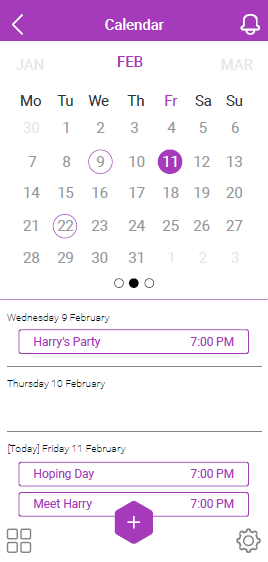 Calendar
JAN FEB MAR
Mo Tu We Th Fr Sa Su
30 1 2 3 4 5 6
7 8 9 10 11 12 13
14 15 16 17 18 19 20
21 22 23 24 25 26 27
28 29 30 31 1 2 3
Wednesday 9 February
Harry's Party 7:00 PM
Thursday 10 February
[Today] Friday 11 February
Hoping Day 7:00 PM
Meet Harry 7:00 PM